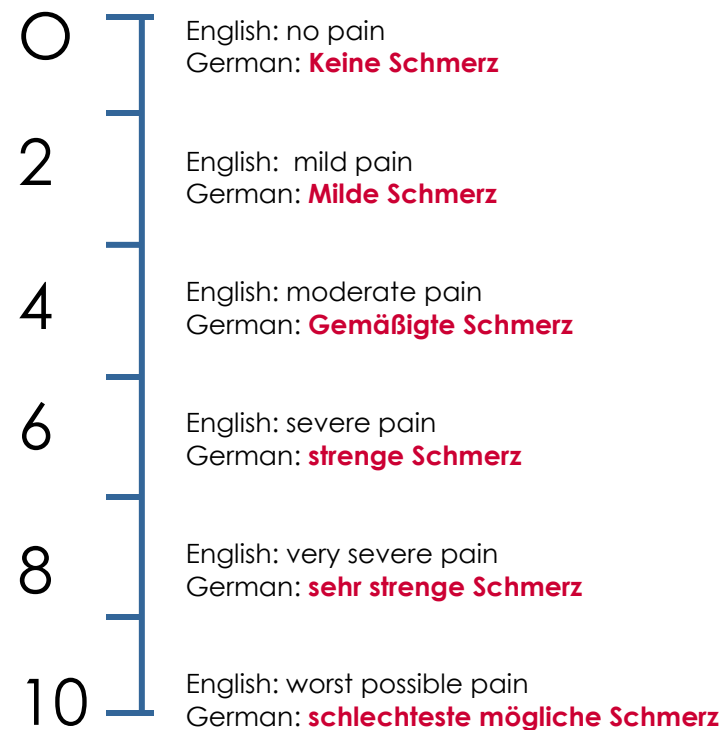 0
English: no pain
German: Keine Schmerz
2
English: mild pain
German: Milde Schmerz
4
English: moderate pain
German: Gemäßigte Schmerz
6
English: severe pain
German: strenge Schmerz
8
English: very severe pain
German: sehr strenge Schmerz
10
English: worst possible pain
German: schlechteste mögliche Schmerz